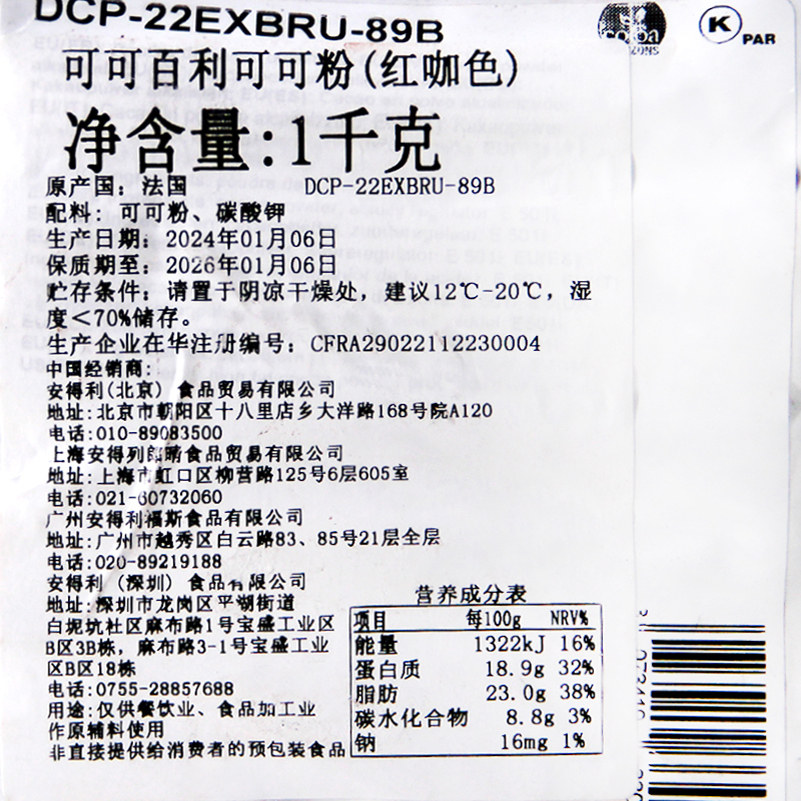 DCP-22EXBRU-89B
K PAR
可可百利可可粉(红咖色)
净含量:1千克
原产国：法国 DCP-22EXBRU-89B
配料：可可粉、碳酸钾
生产日期：2024年01月06日
保质期至：2026年01月06日
贮存条件：请置于阴凉干燥处，建议12℃-20℃，湿
度＜70%储存。
生产企业在华注册编号：CFRA29022112230004
中国经销商:
安得利(北京) 食品贸易有限公司
地址:北京市朝阳区十八里店乡大洋路168号院A120
电话:010-89083500
上海安得列食品贸易有限公司
地址:上海市虹口区柳营路125号6层605室
电话:021-60732060
广州安得利福斯食品有限公司
地址:广州市越秀区白云路83、85号21层全层
电话:020-89219188
安得利 (深圳) 食品有限公司
地址:深圳市龙岗区平湖街道
白坭坑社区麻布路1号宝盛工业区
B区3B栋，麻布路3-1号宝盛工业
区B区18栋
电话:0755-28857688
用途:仅供餐饮业、食品加工业
作原辅料使用
非直接提供给消费者的预包装食品
营养成分表
项目 每100g NRV%
能量 1322kJ 16%
蛋白质 18.9g 32%
脂肪 23.0g 38%
碳水化合物 8.8g 3%
钠 16mg 1%